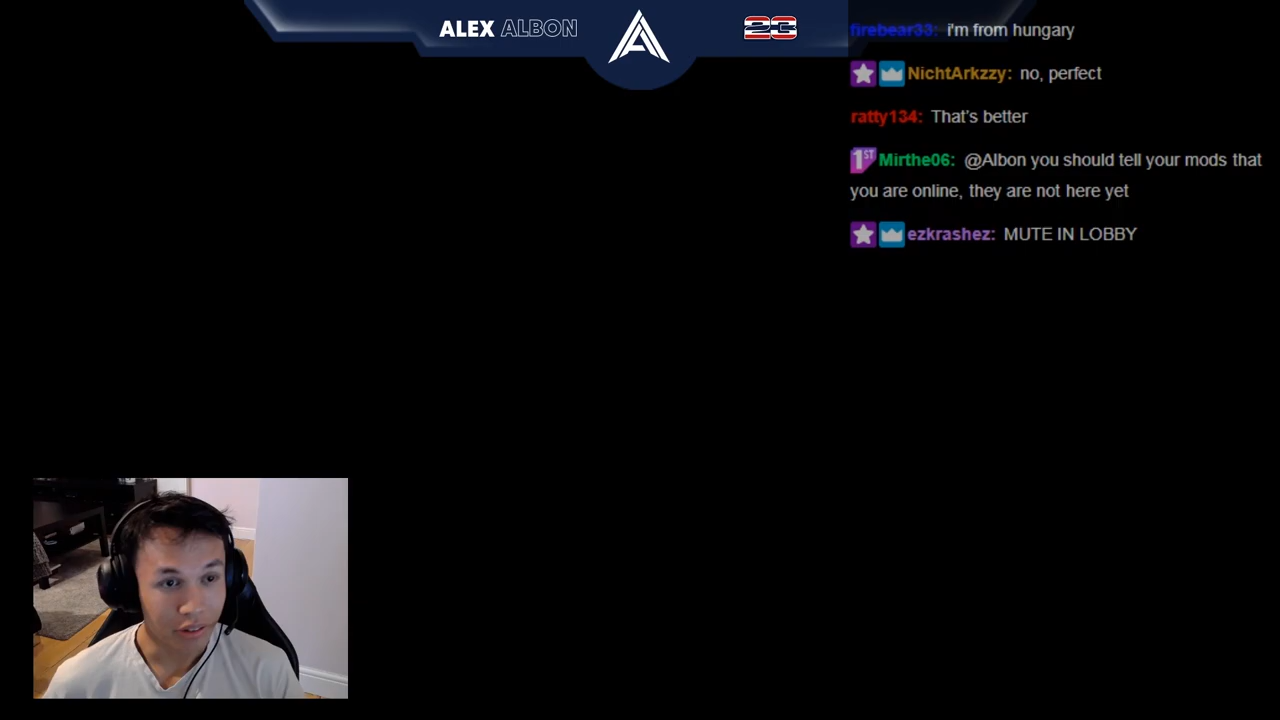 ALEX ALBON
23
firebear33: i'm from hungary
NichtArkzzy: no, perfect
ratty134: That's better
1ST Mirthe06: @Albon you should tell your mods that
you are online, they are not here yet
ezkrashez: MUTE IN LOBBY